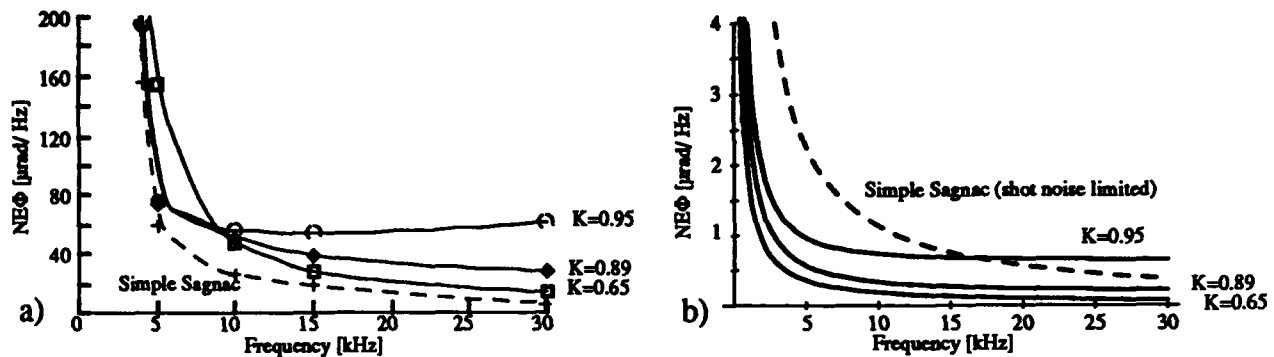 200
160
120
80
40
NEΦ [μrad/ Hz]
K=0.95
K=0.89
K=0.65
Simple Sagnac
a)
0 5 10 15 20 25 30
Frequency [kHz]
4
3
2
1
NEΦ [μrad/ Hz]
Simple Sagnac (shot noise limited)
K=0.95
K=0.89
K=0.65
b)
5 10 15 20 25 30
Frequency [kHz]